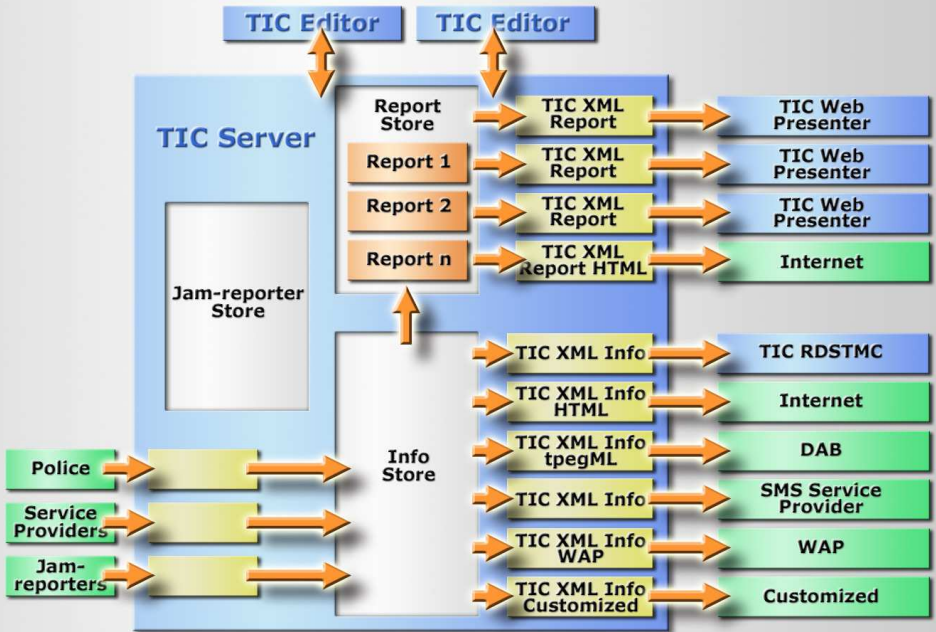 TIC Editor
TIC Editor
TIC Server
Report
Store
Report 1
Report 2
Report n
TIC XML
Report
TIC XML
Report
TIC XML
Report
TIC XML
Report HTML
TIC Web
Presenter
TIC Web
Presenter
TIC Web
Presenter
Internet
Jam-reporter
Store
Info
Store
TIC XML Info
TIC XML Info
HTML
TIC XML Info
tpegML
TIC XML Info
TIC XML Info
WAP
TIC XML Info
Customized
TIC RDSTMC
Internet
DAB
SMS Service
Provider
WAP
Customized
Police
Service
Providers
Jam-
reporters